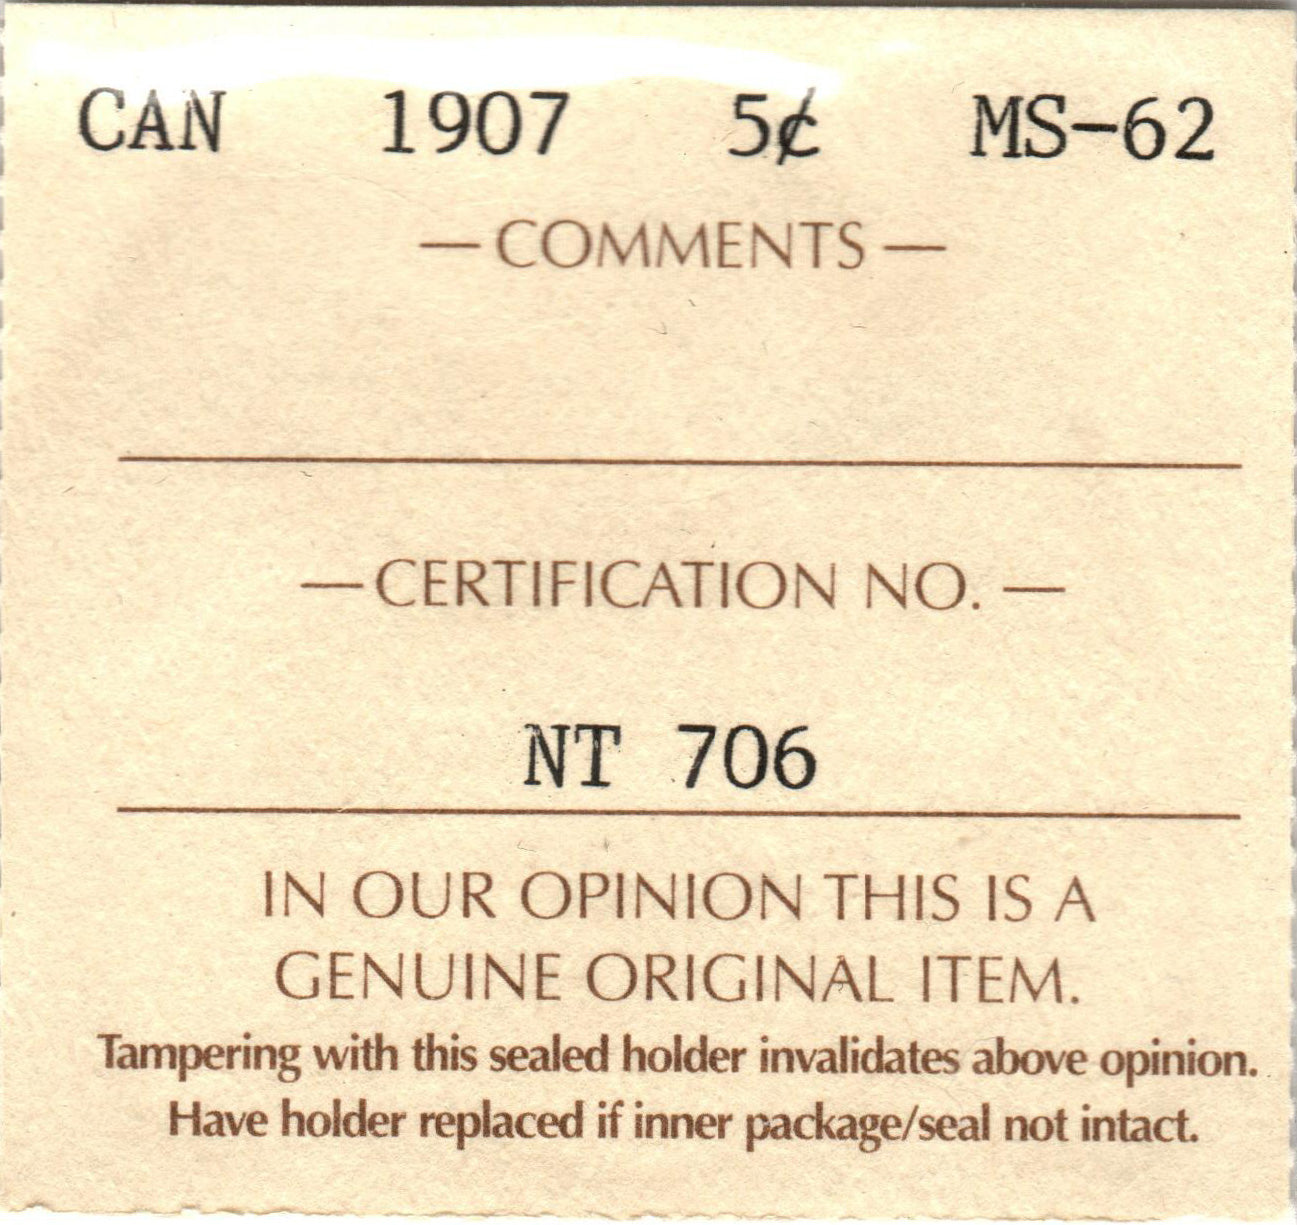 CAN 1907 5¢ MS-62
— COMMENTS —
— CERTIFICATION NO. —
NT 706
IN OUR OPINION THIS IS A
GENUINE ORIGINAL ITEM.
Tampering with this sealed holder invalidates above opinion.
Have holder replaced if inner package/seal not intact.